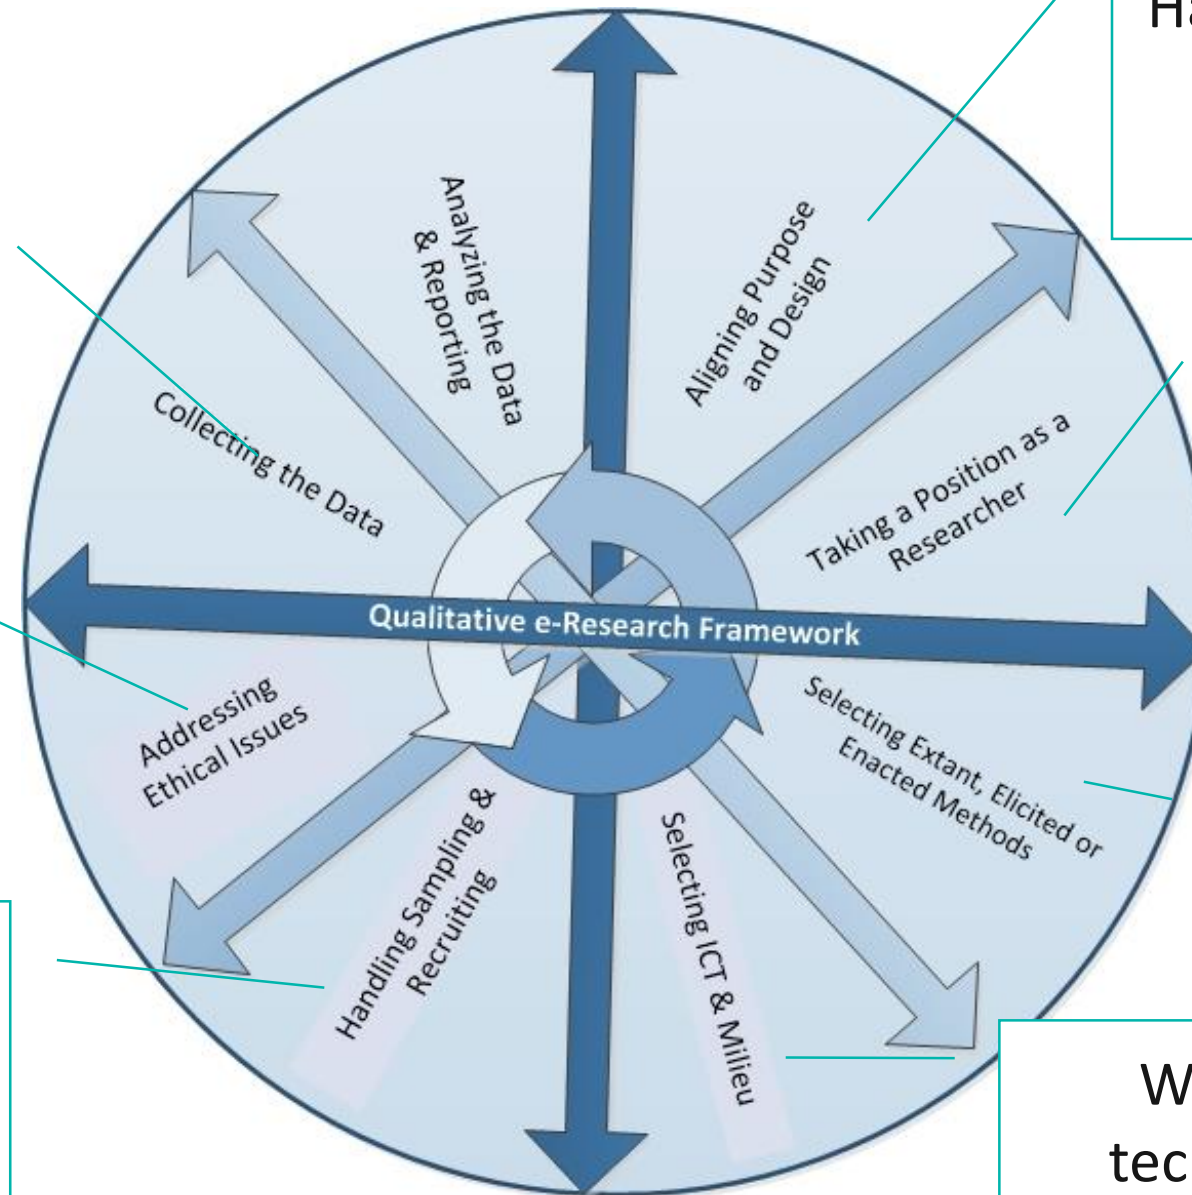 Analyzing the Data
& Reporting
Aligning Purpose
and Design
Collecting the Data
Taking a Position as a
Researcher
Qualitative e-Research Framework
Addressing
Ethical Issues
Selecting Extant, Elicited or
Enacted Methods
Handling Sampling &
Recruiting
Selecting ICT & Milieu